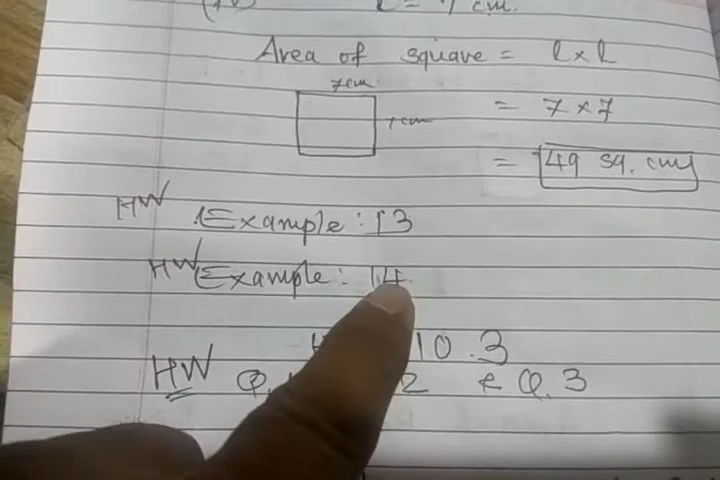 l = 7 cm.
Area of square = l x l
7cm
= 7 x 7
7cm
= 49 sq. cm
HW Example: 13
HW Example: 14
10.3
HW Q. 2 & Q.3